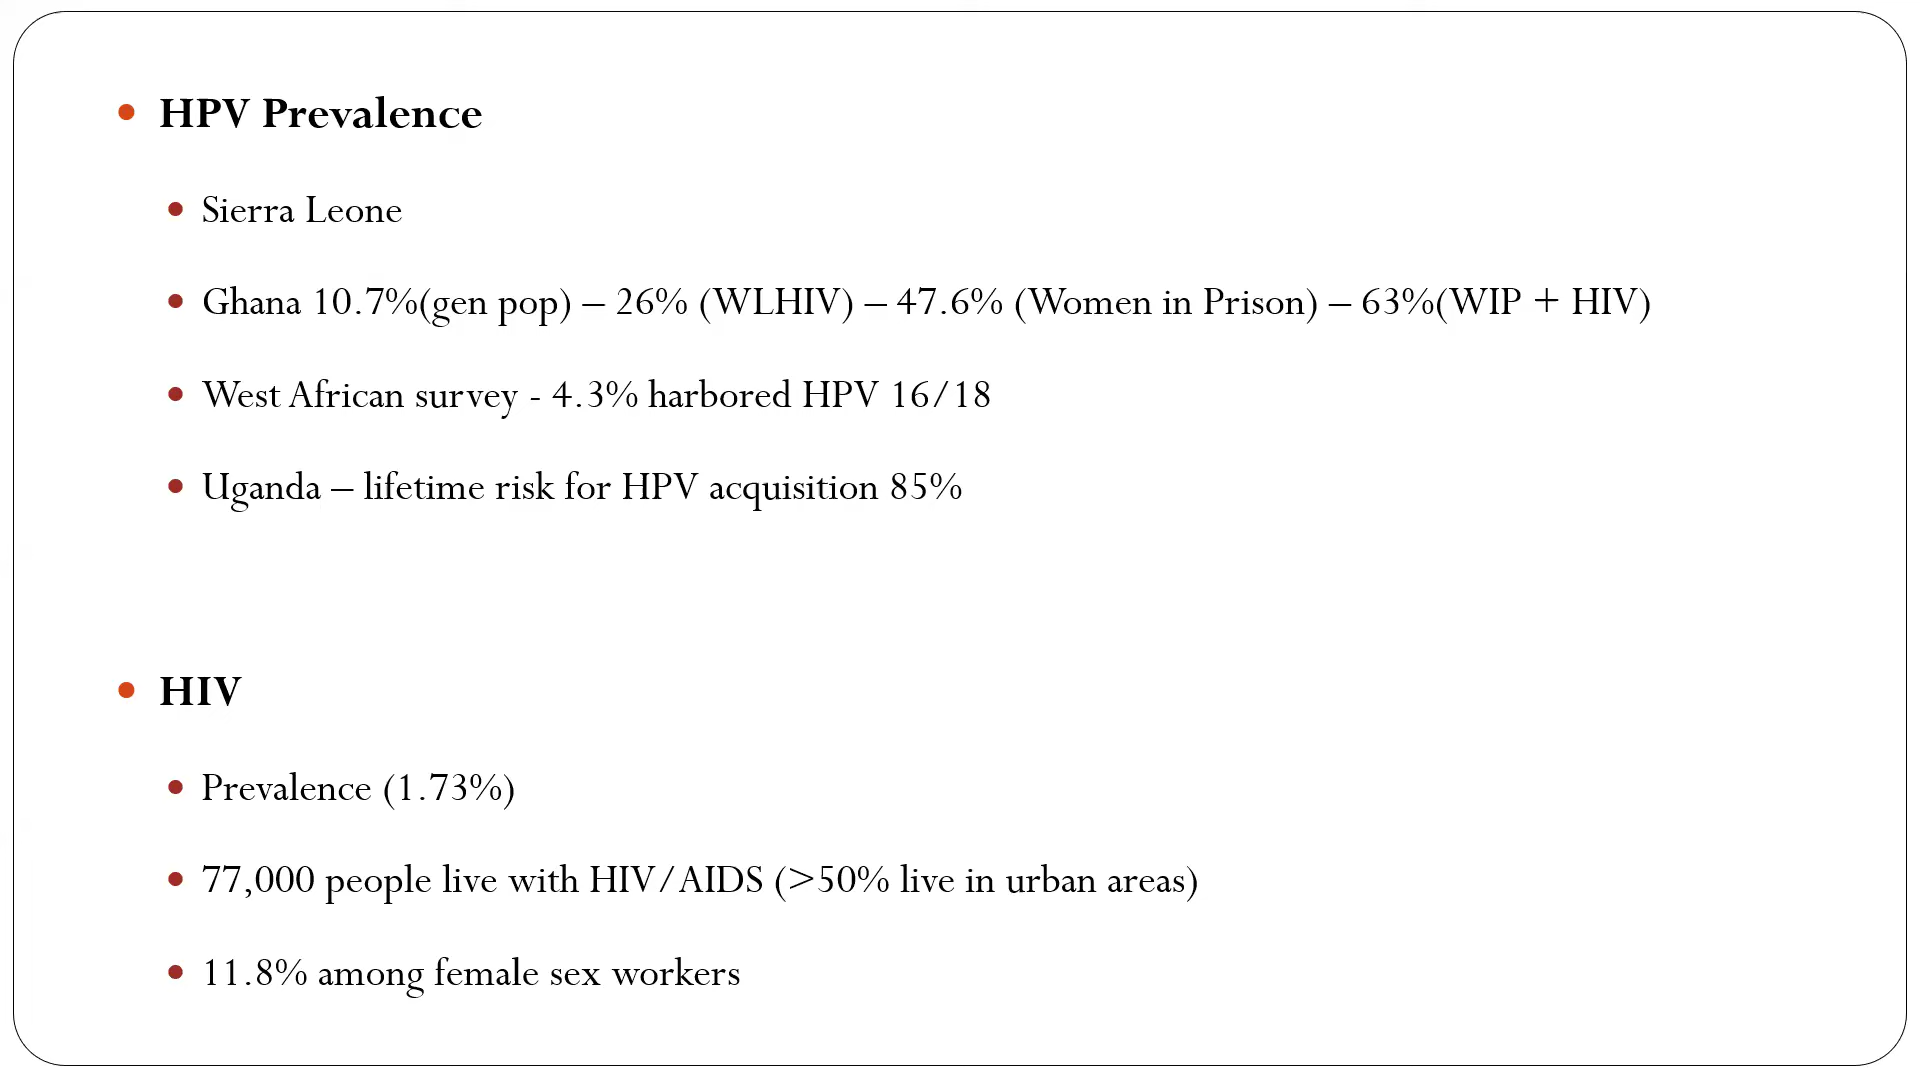 • HPV Prevalence
• Sierra Leone
• Ghana 10.7%(gen pop) – 26% (WLHIV) – 47.6% (Women in Prison) – 63%(WIP + HIV)
• West African survey - 4.3% harbored HPV 16/18
• Uganda – lifetime risk for HPV acquisition 85%
• HIV
• Prevalence (1.73%)
• 77,000 people live with HIV/AIDS (>50% live in urban areas)
• 11.8% among female sex workers